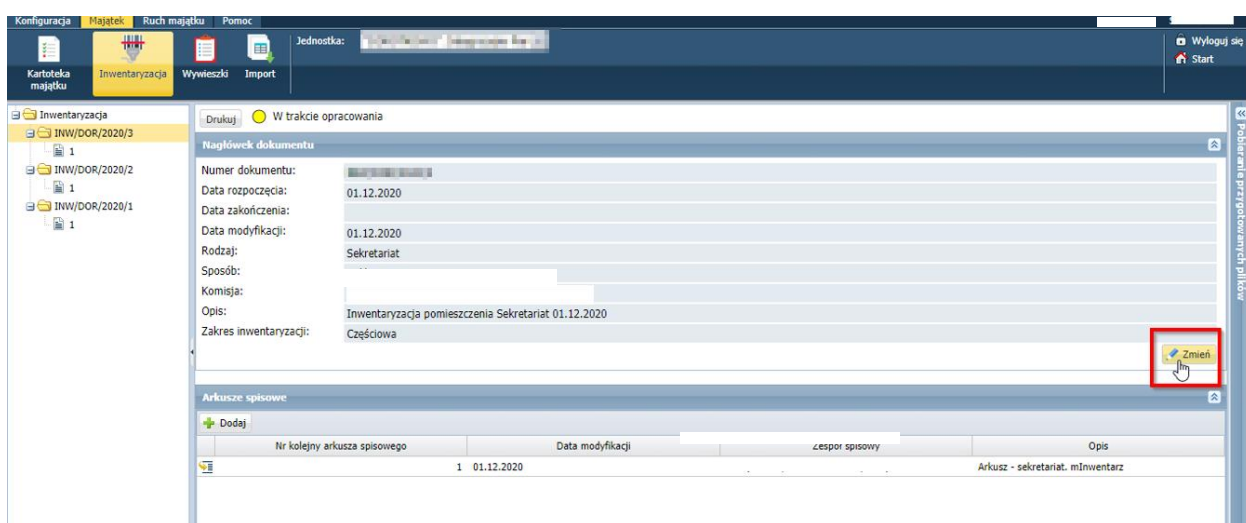 Konfiguracja Majątek Ruch majątku Pomoc
Jednostka:
Wyloguj się
Start
Kartoteka majątku Inwentaryzacja Wywieszki Import
Inwentaryzacja
INW/DOR/2020/3
1
INW/DOR/2020/2
1
INW/DOR/2020/1
1
Drukuj W trakcie opracowania
Nagłówek dokumentu
Numer dokumentu:
Data rozpoczęcia: 01.12.2020
Data zakończenia:
Data modyfikacji: 01.12.2020
Rodzaj: Sekretariat
Sposób:
Komisja:
Opis: Inwentaryzacja pomieszczenia Sekretariat 01.12.2020
Zakres inwentaryzacji: Częściowa
Zmień
Arkusze spisowe
Dodaj
Nr kolejny arkusza spisowego Data modyfikacji Zespół spisowy Opis
1 01.12.2020 Arkusz - sekretariat. mInwentarz
Pobieranie przygotowanych plików